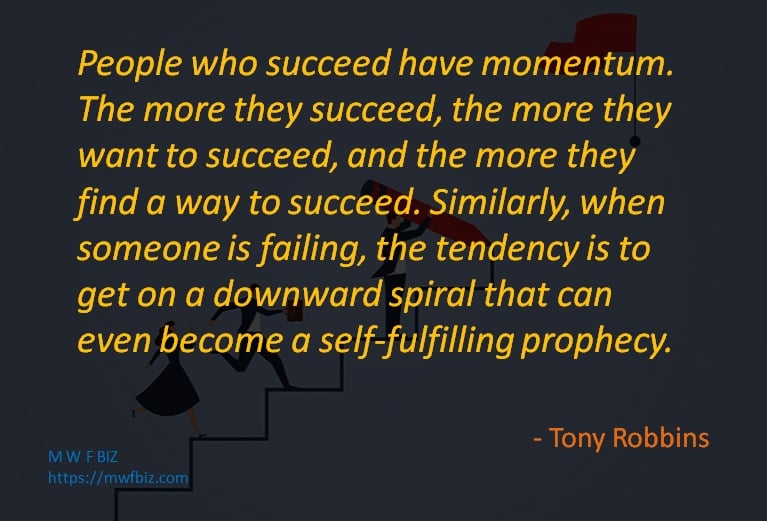 People who succeed have momentum.
The more they succeed, the more they
want to succeed, and the more they
find a way to succeed. Similarly, when
someone is failing, the tendency is to
get on a downward spiral that can
even become a self-fulfilling prophecy.
- Tony Robbins
M W F BIZ
https://mwfbiz.com